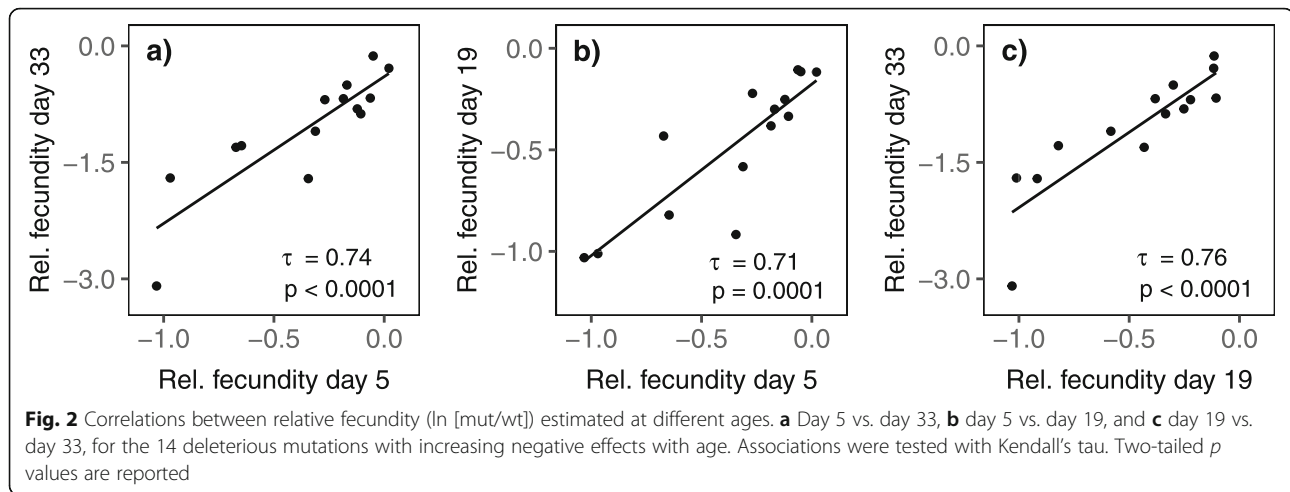 a)
Rel. fecundity day 33
0.0
−1.5
−3.0
τ = 0.74
p < 0.0001
−1.0 −0.5 0.0
Rel. fecundity day 5
b)
Rel. fecundity day 19
0.0
−0.5
−1.0
τ = 0.71
p = 0.0001
−1.0 −0.5 0.0
Rel. fecundity day 5
c)
Rel. fecundity day 33
0.0
−1.5
−3.0
τ = 0.76
p < 0.0001
−1.0 −0.5 0.0
Rel. fecundity day 19
Fig. 2 Correlations between relative fecundity (ln [mut/wt]) estimated at different ages. a Day 5 vs. day 33, b day 5 vs. day 19, and c day 19 vs.
day 33, for the 14 deleterious mutations with increasing negative effects with age. Associations were tested with Kendall’s tau. Two-tailed p
values are reported